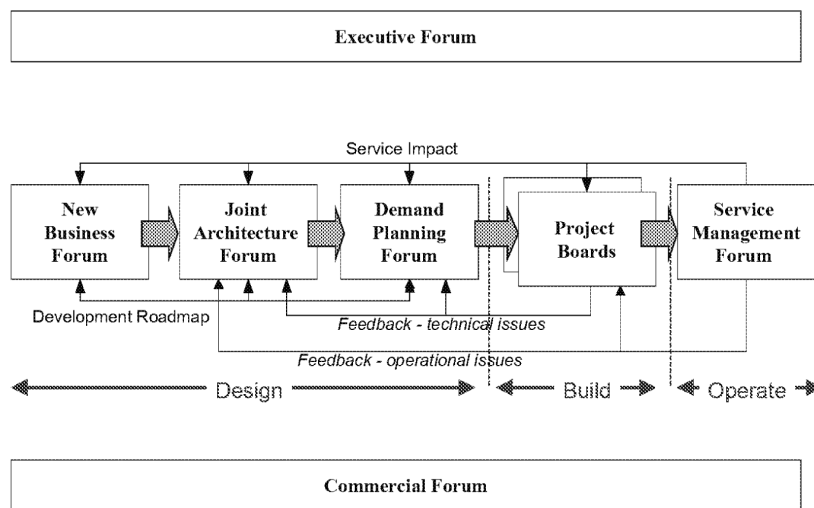 Executive Forum
Service Impact
New
Business
Forum
Joint
Architecture
Forum
Demand
Planning
Forum
Project
Boards
Service
Management
Forum
Development Roadmap
Feedback - technical issues
Feedback - operational issues
Design
Build
Operate
Commercial Forum